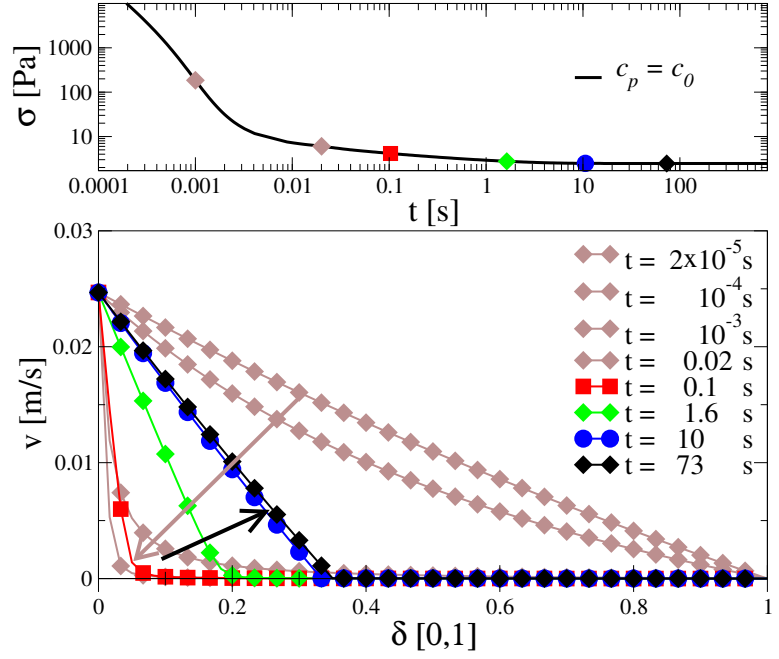 1000
100
10
σ [Pa]
c_p = c_0
0.0001 0.001 0.01 0.1 1 10 100
t [s]
0.03
0.02
0.01
0
v [m/s]
t = 2x10⁻⁵ s
t = 10⁻⁴ s
t = 10⁻³ s
t = 0.02 s
t = 0.1 s
t = 1.6 s
t = 10 s
t = 73 s
0 0.2 0.4 0.6 0.8 1
δ [0,1]